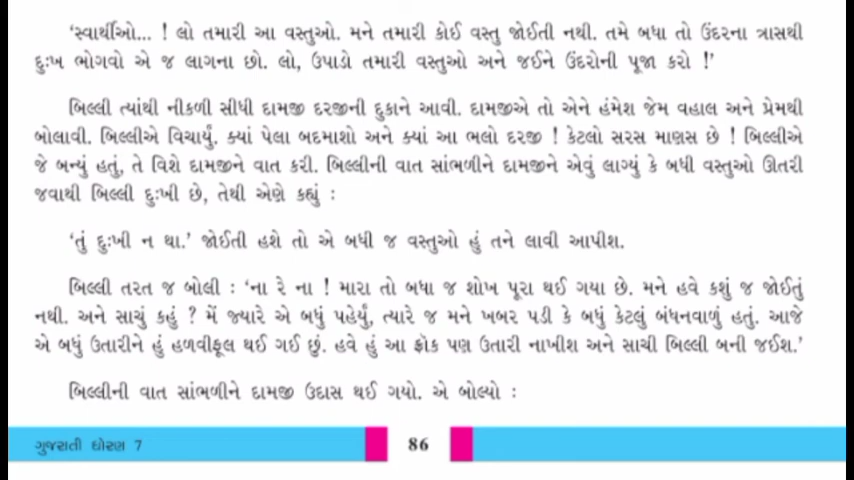 ‘સ્વાર્થીઓ... ! લો તમારી આ વસ્તુઓ. મને તમારી કોઈ વસ્તુ જોઈતી નથી. તમે બધા તો ઉંદરના ત્રાસથી
દુઃખ ભોગવો એ જ લાગના છો. લો, ઉપાડો તમારી વસ્તુઓ અને જઈને ઉંદરોની પૂજા કરો !’
બિલ્લી ત્યાંથી નીકળી સીધી દામજી દરજીની દુકાને આવી. દામજીએ તો એને હંમેશ જેમ વહાલ અને પ્રેમથી
બોલાવી. બિલ્લીએ વિચાર્યું. ક્યાં પેલા બદમાશો અને ક્યાં આ ભલો દરજી ! કેટલો સરસ માણસ છે ! બિલ્લીએ
જે બન્યું હતું, તે વિશે દામજીને વાત કરી. બિલ્લીની વાત સાંભળીને દામજીને એવું લાગ્યું કે બધી વસ્તુઓ ઊતરી
જવાથી બિલ્લી દુઃખી છે, તેથી એણે કહ્યું :
‘તું દુઃખી ન થા.’ જોઈતી હશે તો એ બધી જ વસ્તુઓ હું તને લાવી આપીશ.
બિલ્લી તરત જ બોલી : ‘ના રે ના ! મારા તો બધા જ શોખ પૂરા થઈ ગયા છે. મને હવે કશું જ જોઈતું
નથી. અને સાચું કહું ? મેં જ્યારે એ બધું પહેર્યું, ત્યારે જ મને ખબર પડી કે બધું કેટલું બંધનવાળું હતું. આજે
એ બધું ઉતારીને હું હળવીફૂલ થઈ ગઈ છું. હવે હું આ ફ્રૉક પણ ઉતારી નાખીશ અને સાચી બિલ્લી બની જઈશ.’
બિલ્લીની વાત સાંભળીને દામજી ઉદાસ થઈ ગયો. એ બોલ્યો :
ગુજરાતી ધોરણ 7
86